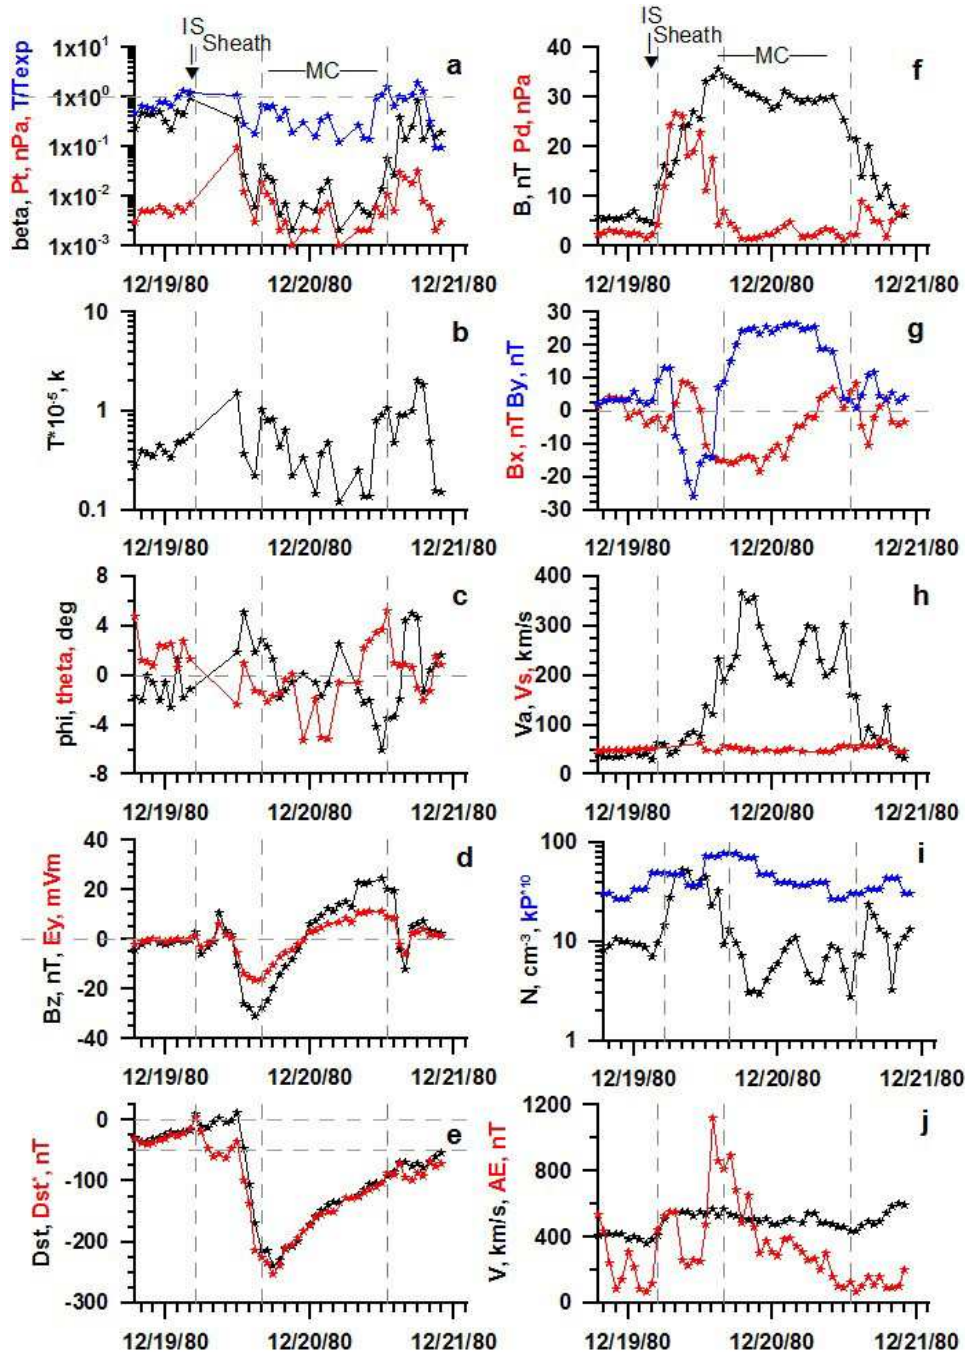 IS
Sheath
MC
a
1x10¹
1x10⁰
1x10⁻¹
1x10⁻²
1x10⁻³
beta, Pt, nPa, T/Texp
12/19/80 12/20/80 12/21/80
IS
Sheath
MC
f
40
30
20
10
0
B, nT Pd, nPa
12/19/80 12/20/80 12/21/80
b
10
1
0.1
T*10⁻⁵, k
12/19/80 12/20/80 12/21/80
g
30
20
10
0
-10
-20
-30
Bx, nT By, nT
12/19/80 12/20/80 12/21/80
c
8
4
0
-4
-8
phi, theta, deg
12/19/80 12/20/80 12/21/80
h
400
300
200
100
0
Va, Vs, km/s
12/19/80 12/20/80 12/21/80
d
40
20
0
-20
-40
Bz, nT, Ey, mVm
12/19/80 12/20/80 12/21/80
i
100
10
1
N, cm⁻³, kP*¹⁰
12/19/80 12/20/80 12/21/80
e
0
-100
-200
-300
Dst, Dst*, nT
12/19/80 12/20/80 12/21/80
j
1200
800
400
0
V, km/s, AE, nT
12/19/80 12/20/80 12/21/80